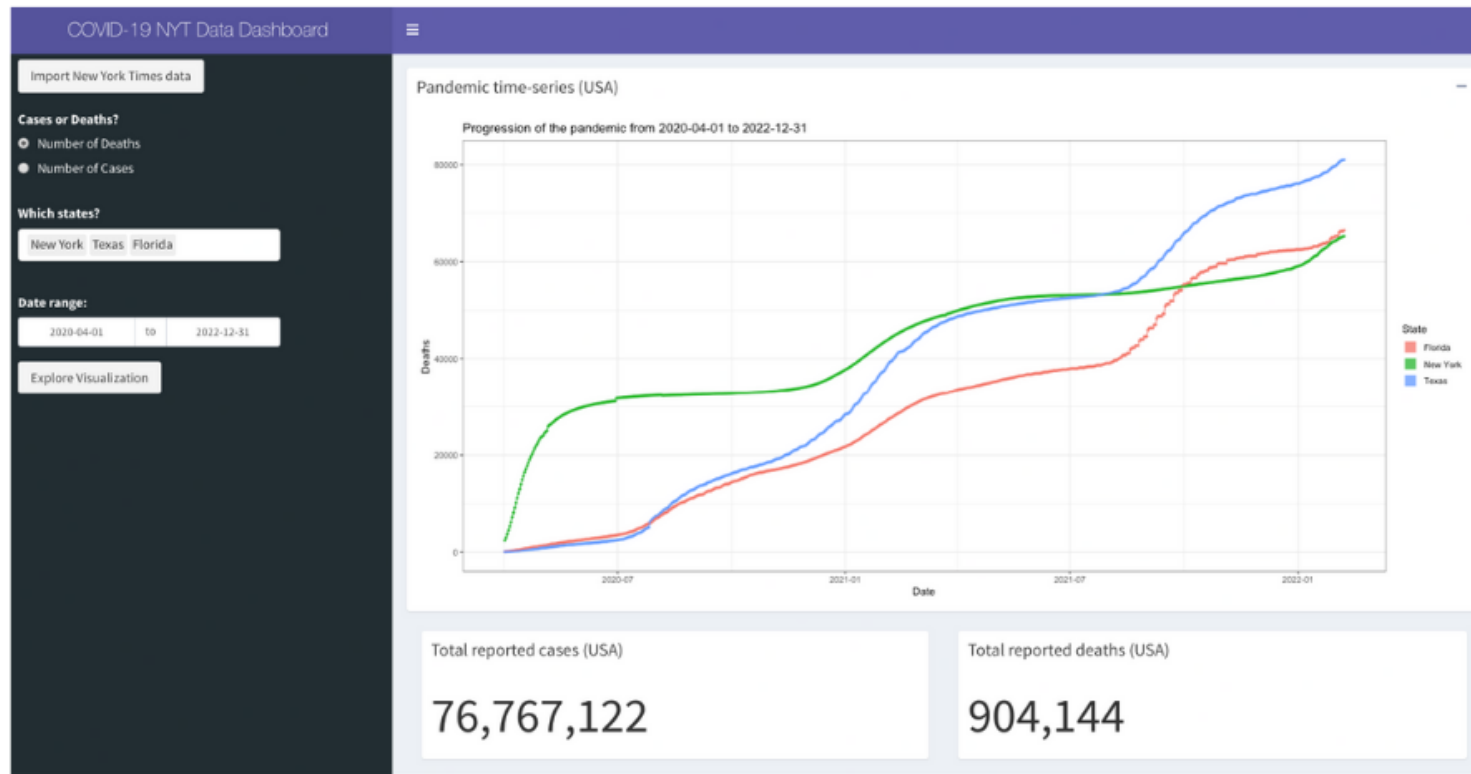 COVID-19 NYT Data Dashboard
Import New York Times data
Cases or Deaths?
Number of Deaths
Number of Cases
Which states?
New York Texas Florida
Date range:
2020-04-01 to 2022-12-31
Explore Visualization
Pandemic time-series (USA)
Progression of the pandemic from 2020-04-01 to 2022-12-31
80000
60000
40000
20000
0
Deaths
2020-07 2021-01 2021-07 2022-01
Date
State
Florida
New York
Texas
Total reported cases (USA)
76,767,122
Total reported deaths (USA)
904,144